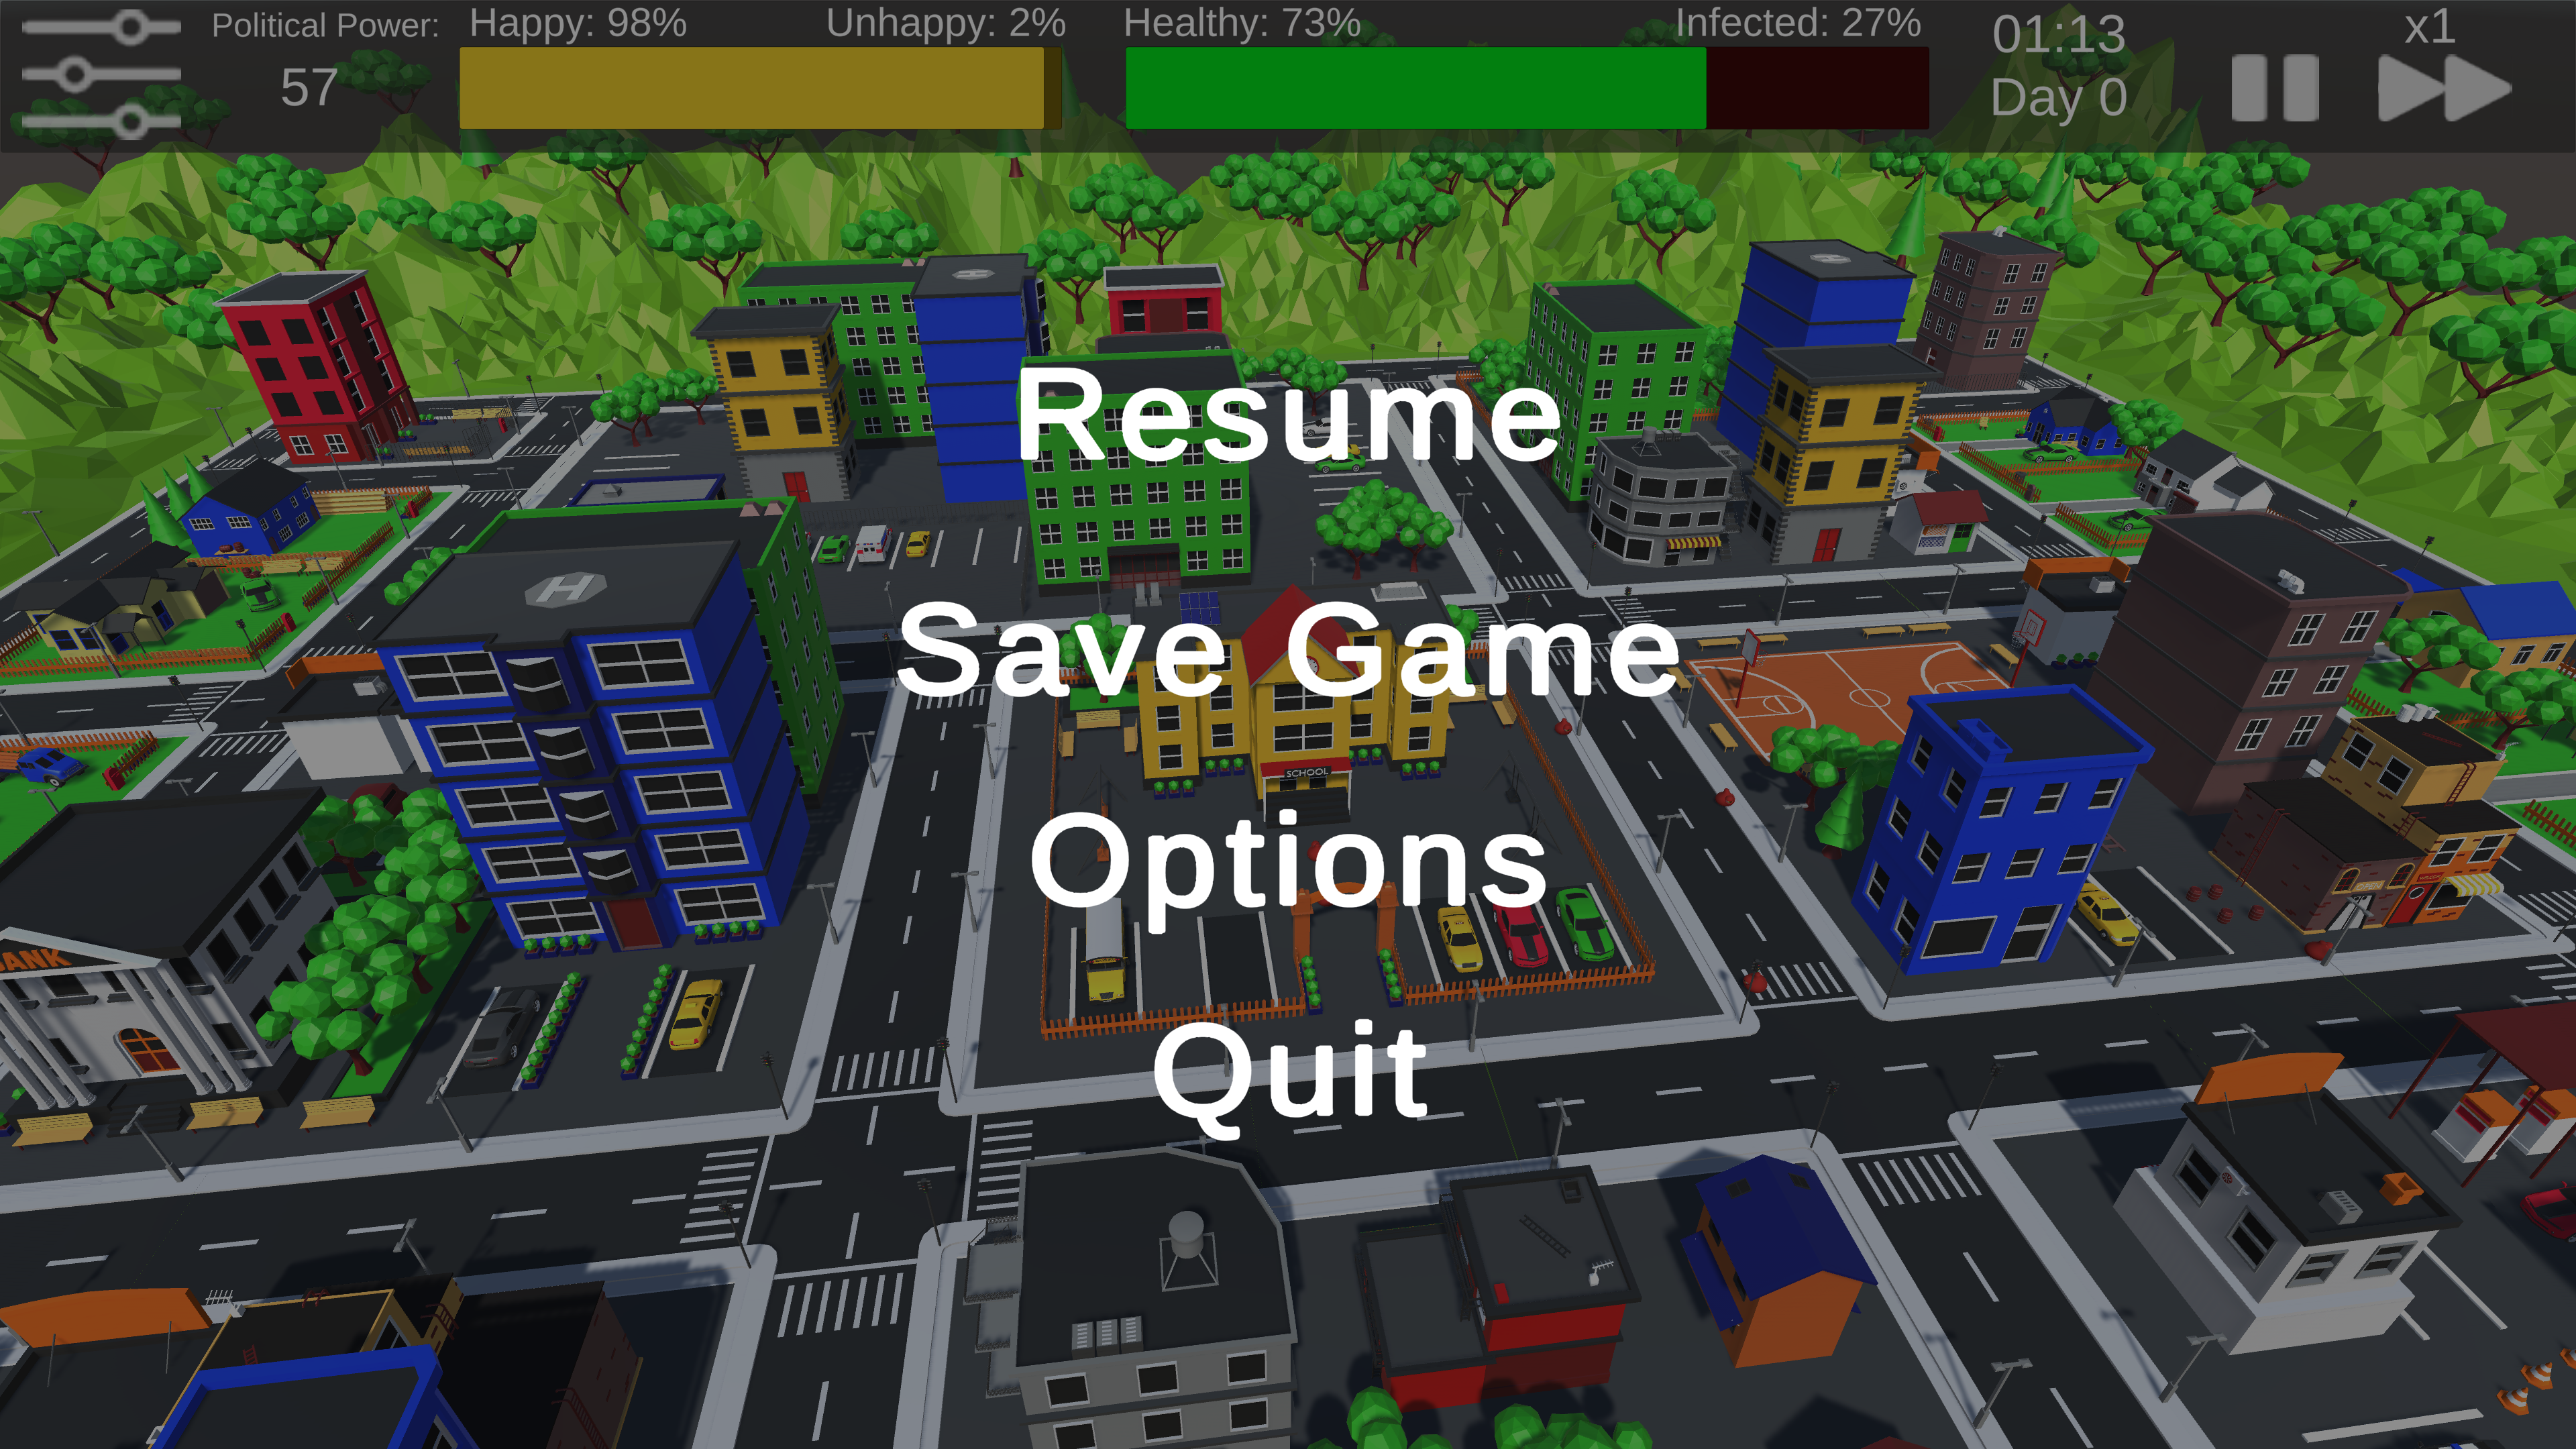 Political Power:
57
Happy: 98%
Unhappy: 2%
Healthy: 73%
Infected: 27%
01:13
Day 0
x1
Resume
Save Game
Options
Quit
SCHOOL
BANK